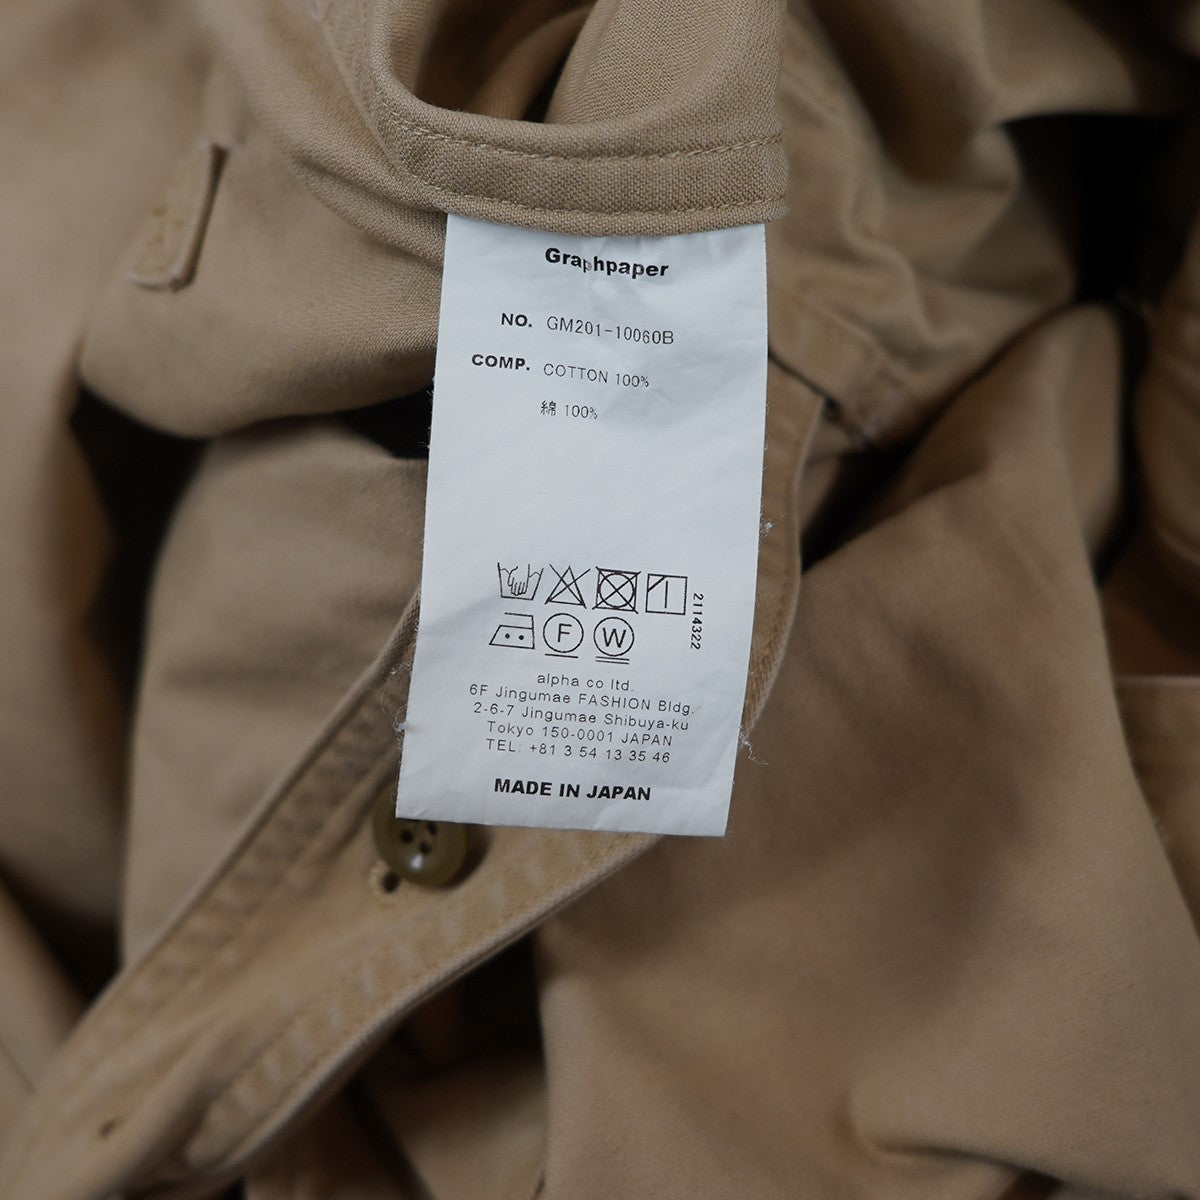 Graphpaper
NO. GM201-10060B
COMP. COTTON 100%
綿 100%
2114322
F W
alpha co ltd.
6F Jingumae FASHION Bldg.
2-6-7 Jingumae Shibuya-ku
Tokyo 150-0001 JAPAN
TEL: +81 3 54 13 35 46
MADE IN JAPAN